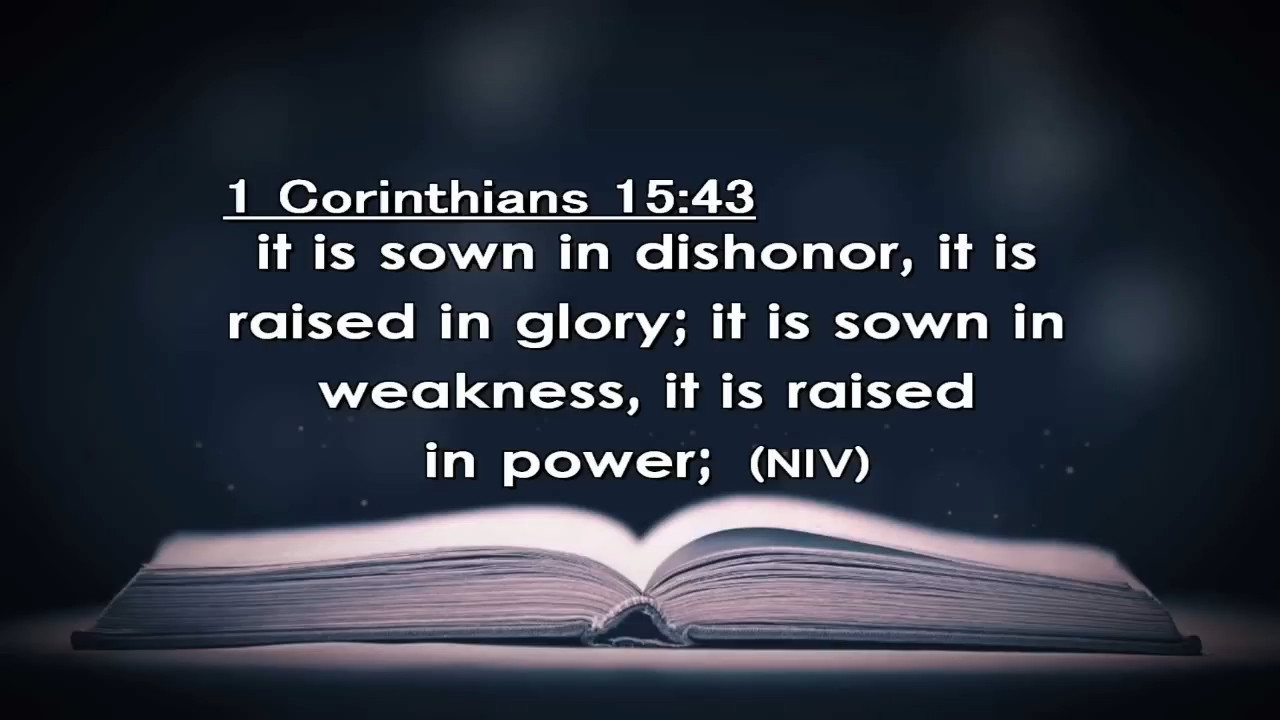 1 Corinthians 15:43
it is sown in dishonor, it is
raised in glory; it is sown in
weakness, it is raised
in power; (NIV)